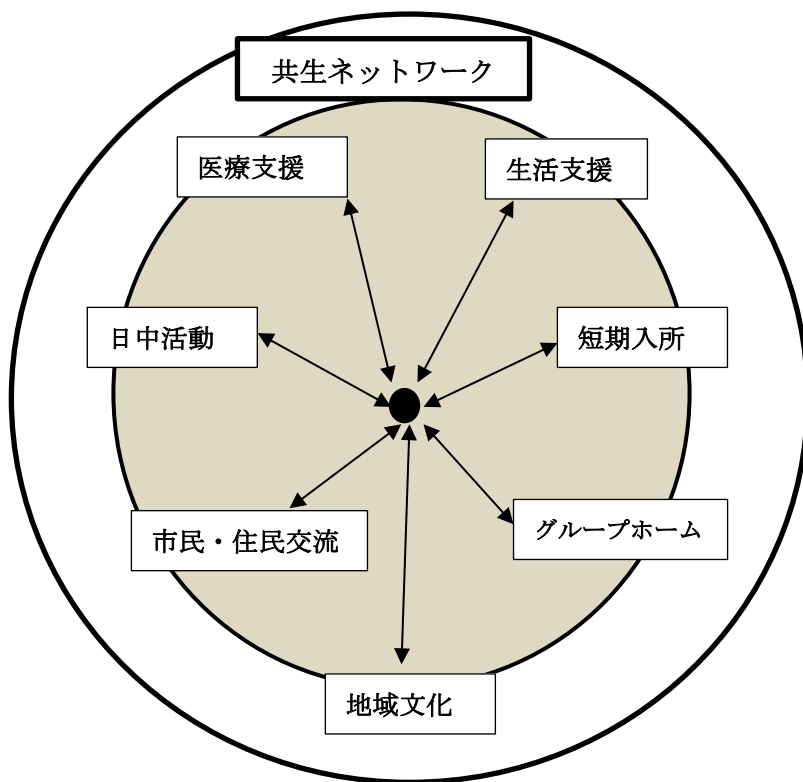 共生ネットワーク
医療支援
生活支援
日中活動
短期入所
市民・住民交流
グループホーム
地域文化